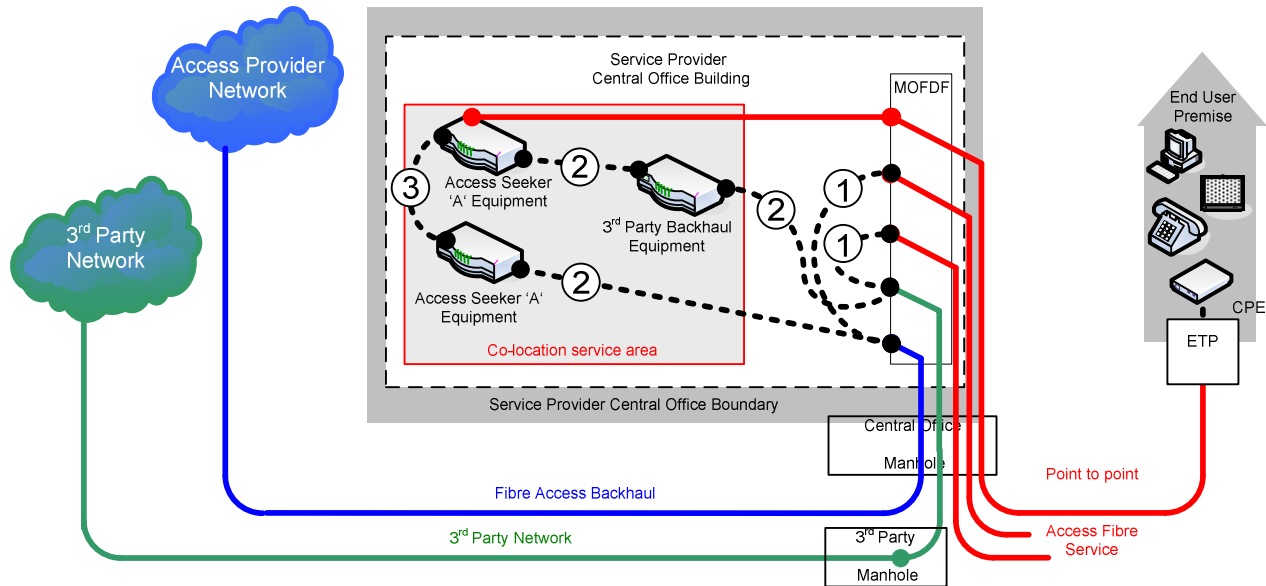 Access Provider
Network
3rd Party
Network
Service Provider
Central Office Building
MOFDF
Access Seeker
'A' Equipment
3rd Party Backhaul
Equipment
Access Seeker 'A'
Equipment
Co-location service area
1
1
2
2
2
3
Service Provider Central Office Boundary
Central Office
Manhole
End User
Premise
CPE
ETP
Point to point
Fibre Access Backhaul
3rd Party Network
3rd Party
Manhole
Access Fibre
Service